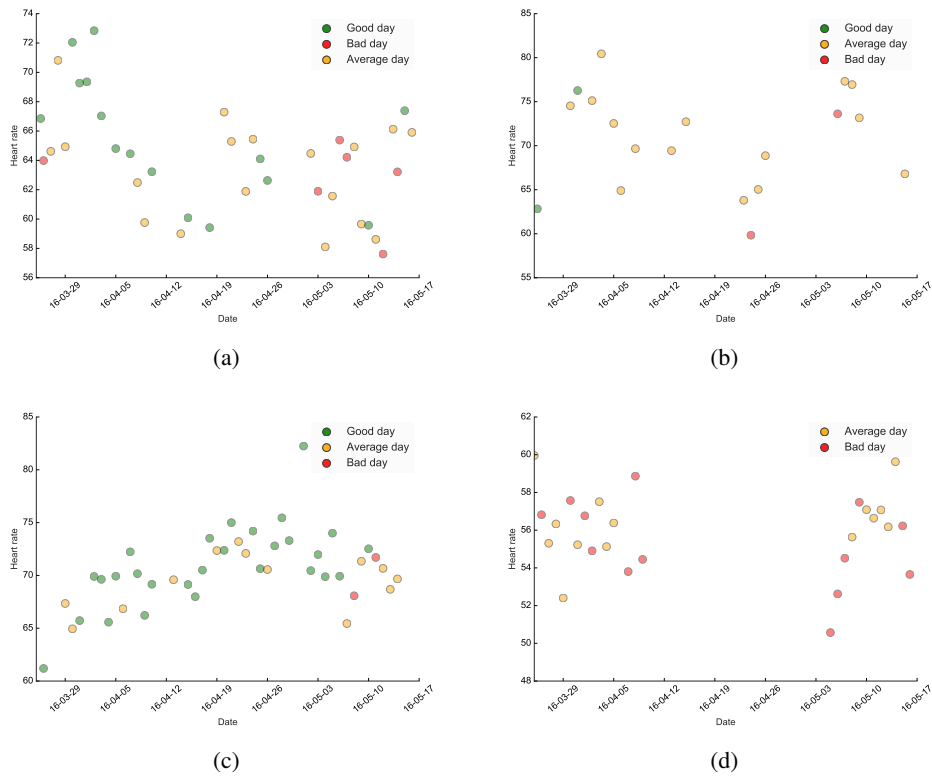 74
72
70
68
66
64
62
60
58
56
Heart rate
Good day
Bad day
Average day
16-03-29
16-04-05
16-04-12
16-04-19
16-04-26
16-05-03
16-05-10
16-05-17
Date
(a)
85
80
75
70
65
60
55
Heart rate
Good day
Average day
Bad day
16-03-29
16-04-05
16-04-12
16-04-19
16-04-26
16-05-03
16-05-10
16-05-17
Date
(b)
85
80
75
70
65
60
Heart rate
Good day
Average day
Bad day
16-03-29
16-04-05
16-04-12
16-04-19
16-04-26
16-05-03
16-05-10
16-05-17
Date
(c)
62
60
58
56
54
52
50
48
Heart rate
Average day
Bad day
16-03-29
16-04-05
16-04-12
16-04-19
16-04-26
16-05-03
16-05-10
16-05-17
Date
(d)